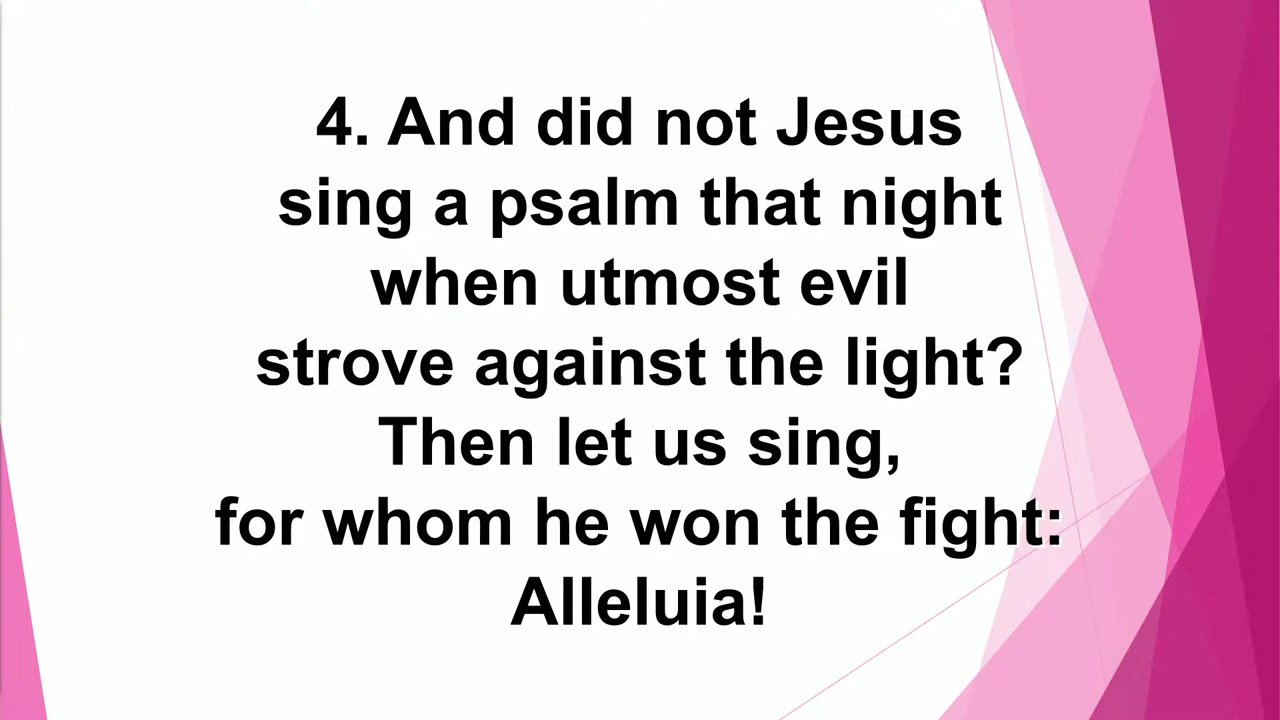 4. And did not Jesus
sing a psalm that night
when utmost evil
strove against the light?
Then let us sing,
for whom he won the fight:
Alleluia!